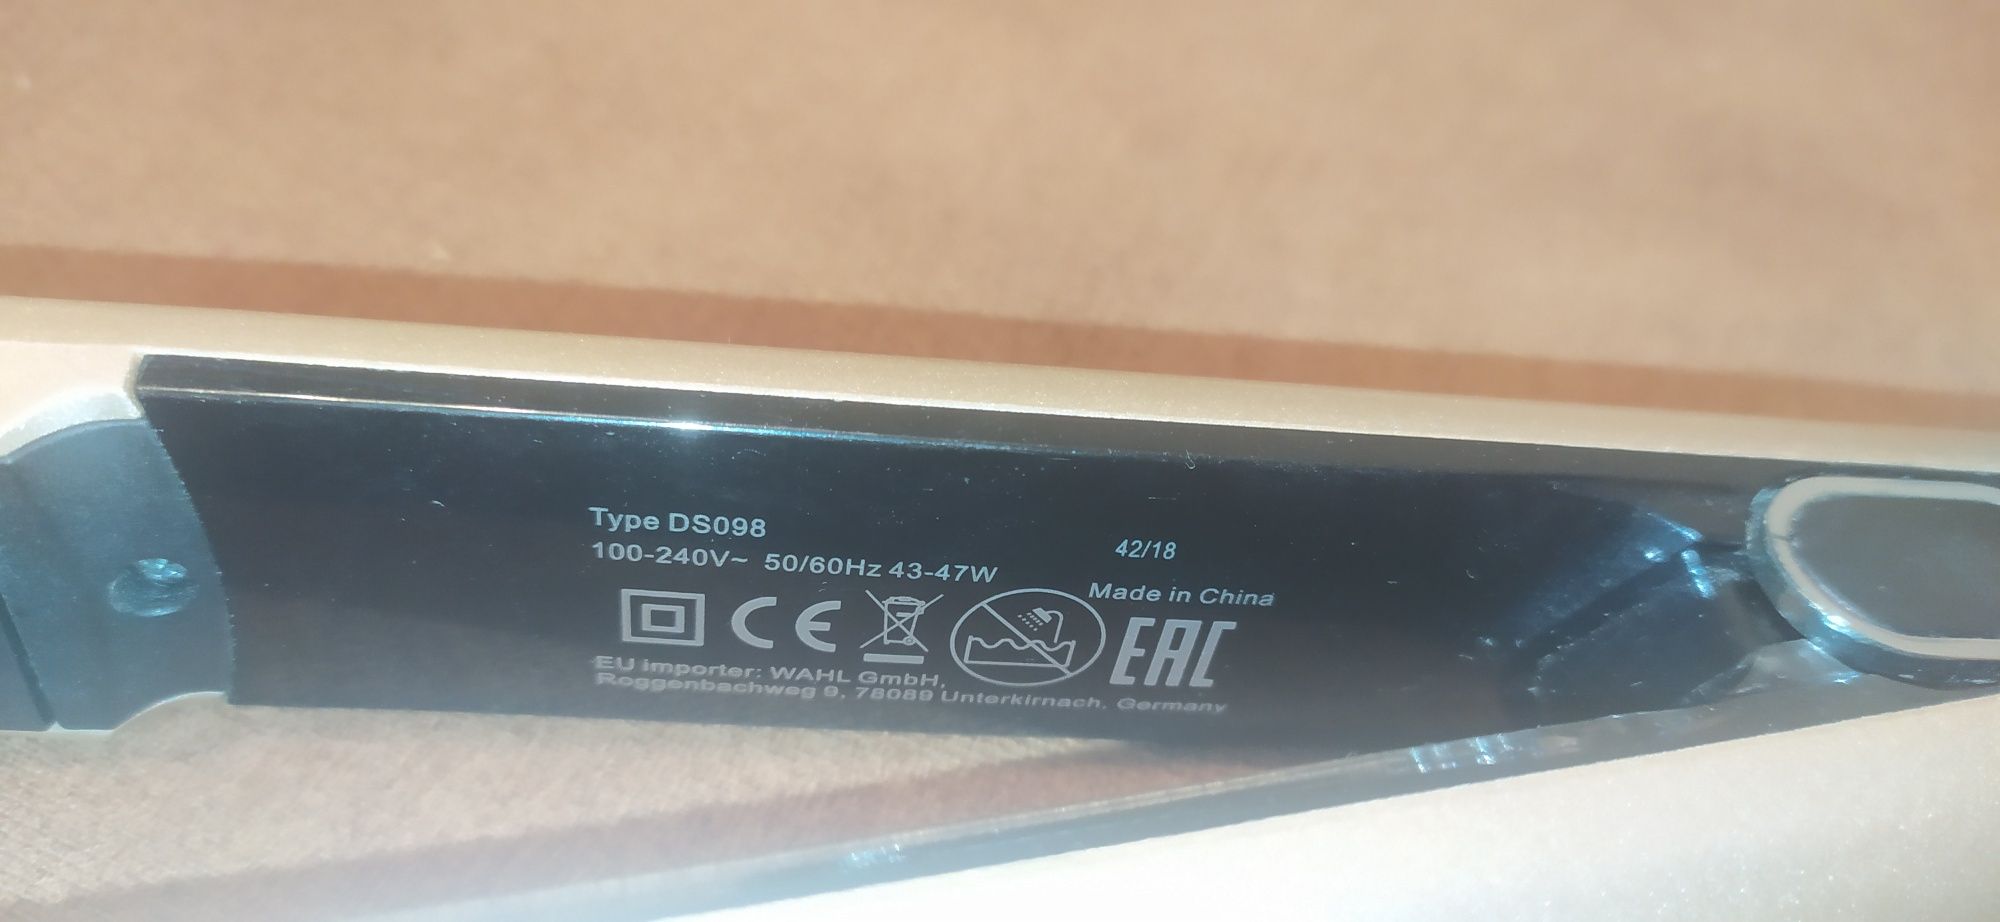 Type DS098
100-240V~ 50/60Hz 43-47W
42/18
Made in China
CE
EAC
EU importer: WAHL GmbH,
Roggenbachweg 9, 78089 Unterkirnach, Germany